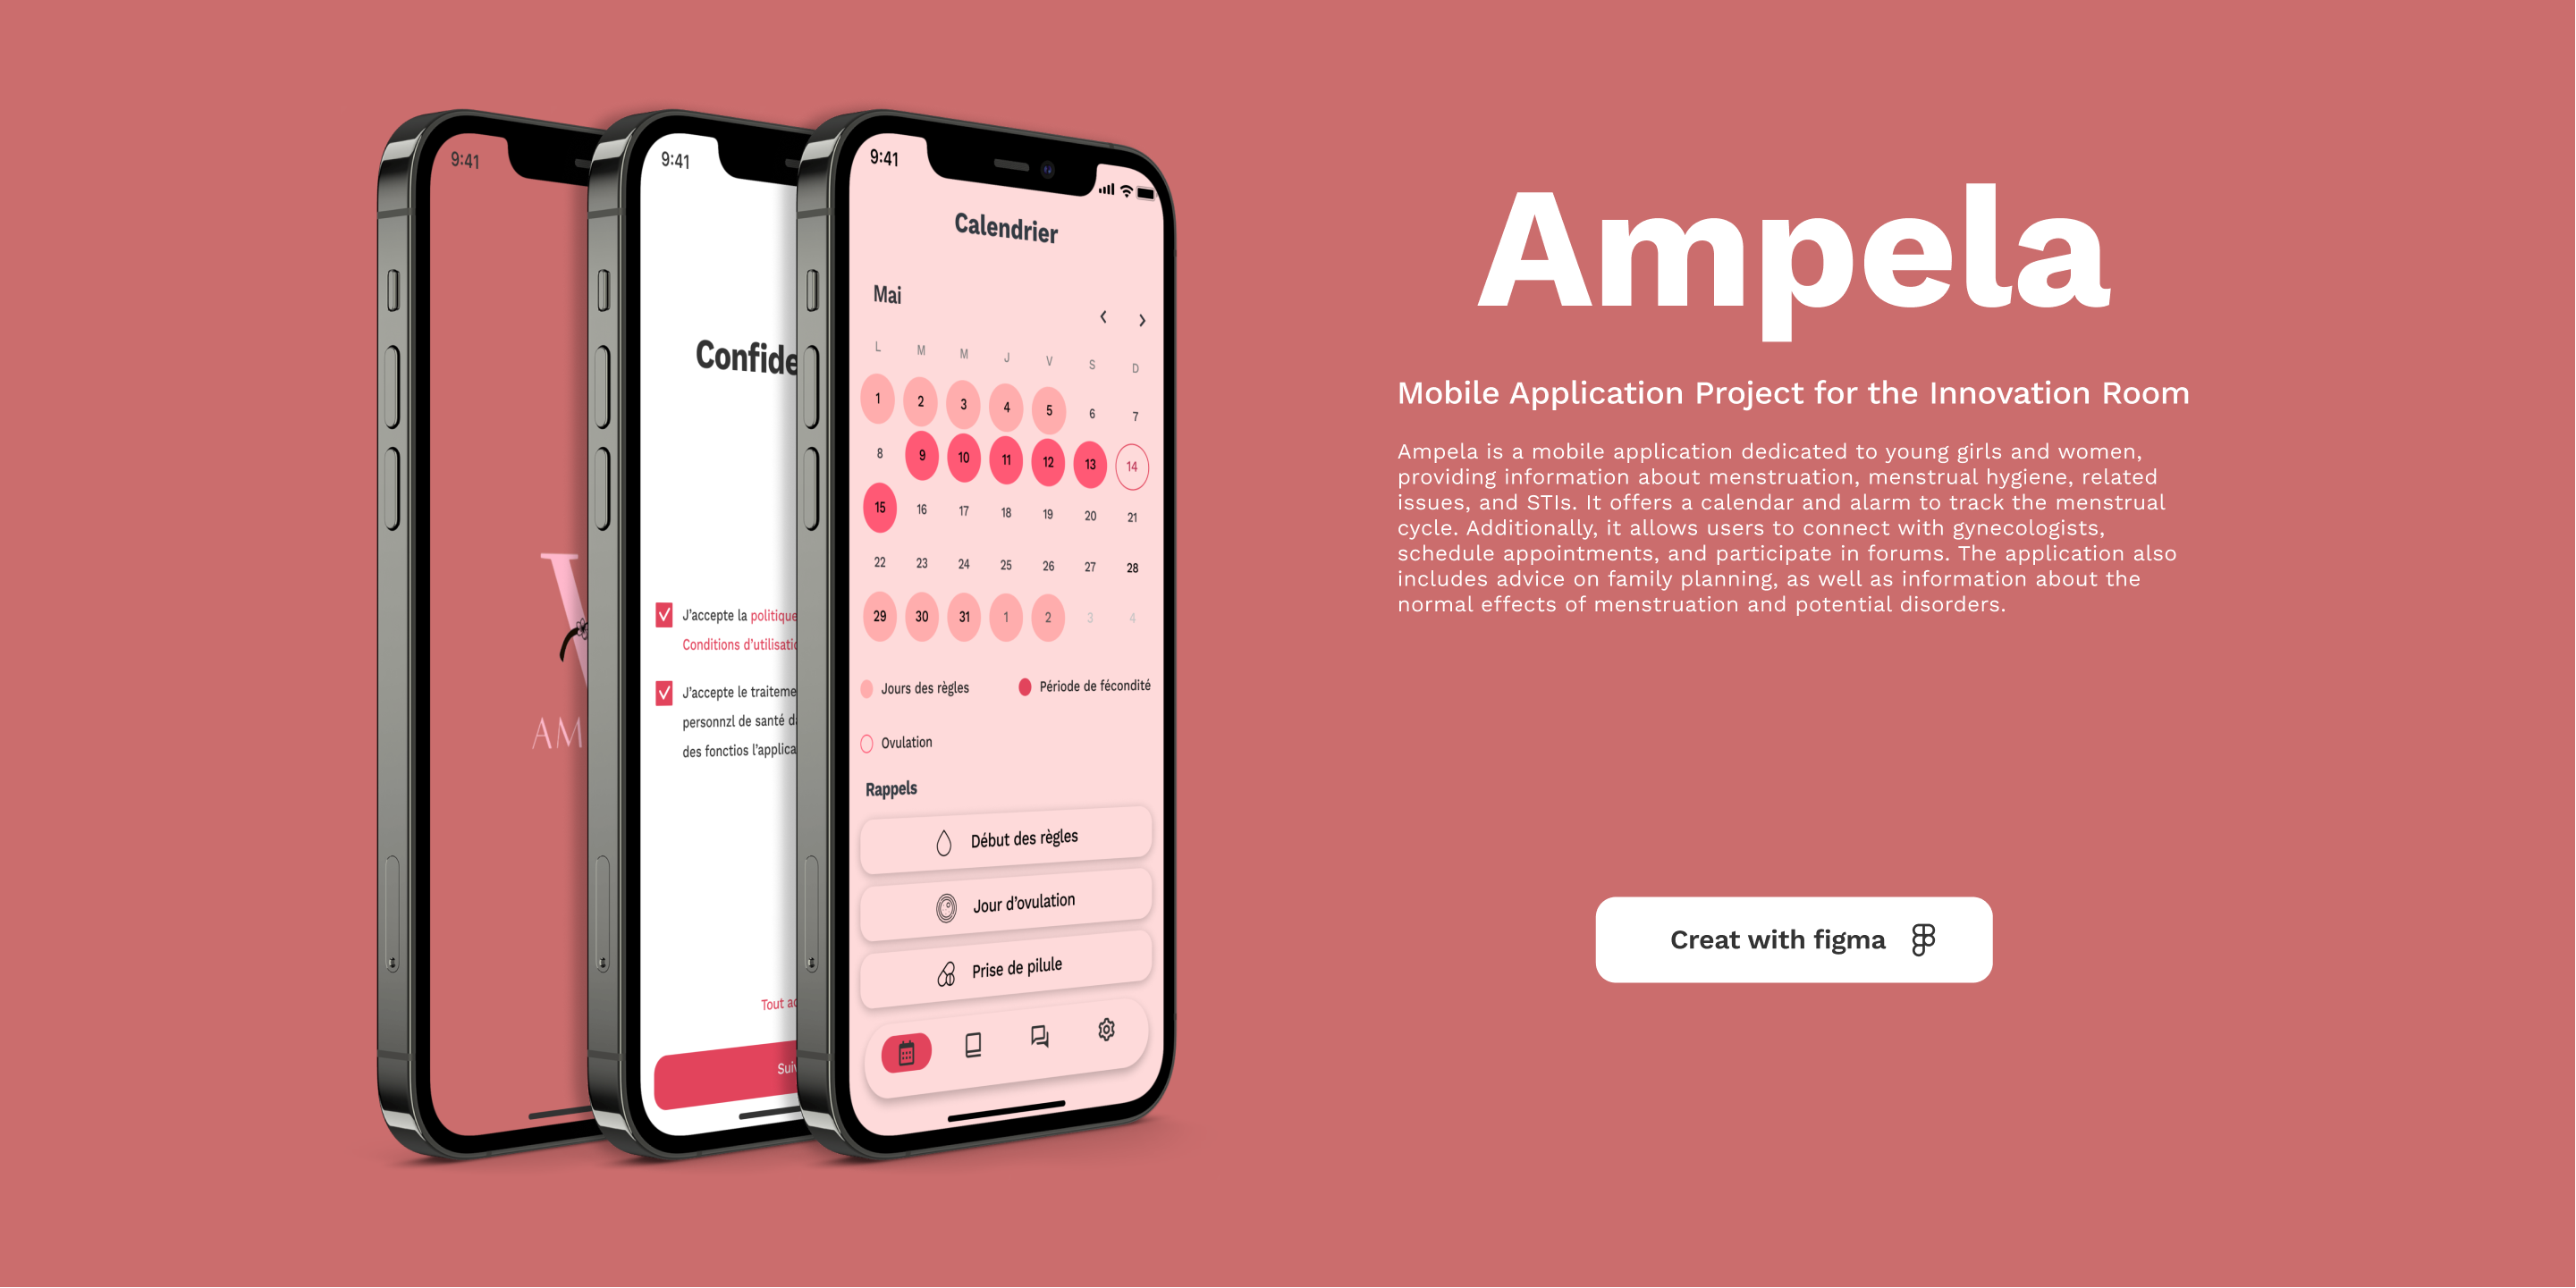 9:41
AM
9:41
Confide
J'accepte la politique
Conditions d'utilisatio
J'accepte le traiteme
personnzl de santé da
des fonctios l'applica
Tout ac
Suiv
9:41
Calendrier
Mai
L M M J V S D
1 2 3 4 5 6 7
8 9 10 11 12 13 14
15 16 17 18 19 20 21
22 23 24 25 26 27 28
29 30 31 1 2 3 4
Jours des règles Période de fécondité
Ovulation
Rappels
Début des règles
Jour d'ovulation
Prise de pilule
Ampela
Mobile Application Project for the Innovation Room
Ampela is a mobile application dedicated to young girls and women,
providing information about menstruation, menstrual hygiene, related
issues, and STIs. It offers a calendar and alarm to track the menstrual
cycle. Additionally, it allows users to connect with gynecologists,
schedule appointments, and participate in forums. The application also
includes advice on family planning, as well as information about the
normal effects of menstruation and potential disorders.
Creat with figma